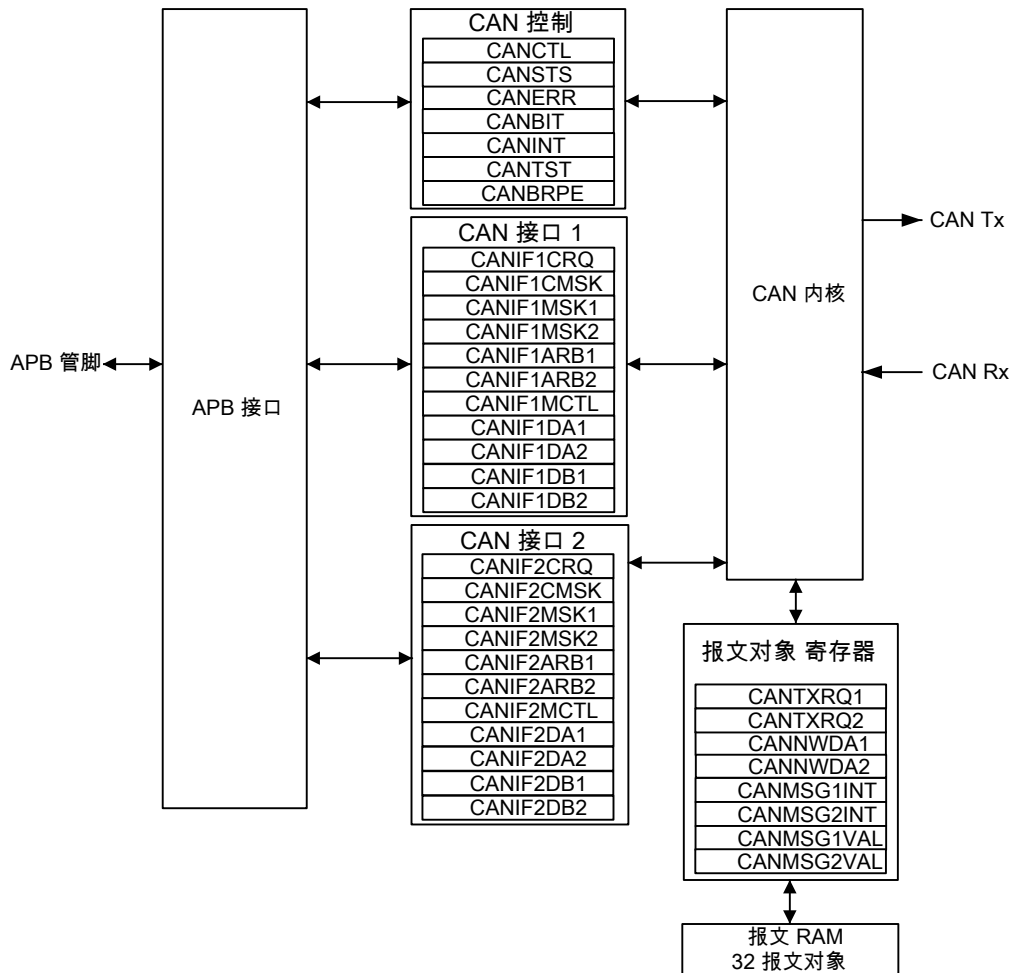 CAN 控制
CANCTL
CANSTS
CANERR
CANBIT
CANINT
CANTST
CANBRPE
CAN 接口 1
CANIF1CRQ
CANIF1CMSK
CANIF1MSK1
CANIF1MSK2
CANIF1ARB1
CANIF1ARB2
CANIF1MCTL
CANIF1DA1
CANIF1DA2
CANIF1DB1
CANIF1DB2
CAN 接口 2
CANIF2CRQ
CANIF2CMSK
CANIF2MSK1
CANIF2MSK2
CANIF2ARB1
CANIF2ARB2
CANIF2MCTL
CANIF2DA1
CANIF2DA2
CANIF2DB1
CANIF2DB2
APB 管脚
APB 接口
CAN 内核
CAN Tx
CAN Rx
报文对象 寄存器
CANTXRQ1
CANTXRQ2
CANNWDA1
CANNWDA2
CANMSG1INT
CANMSG2INT
CANMSG1VAL
CANMSG2VAL
报文 RAM
32 报文对象